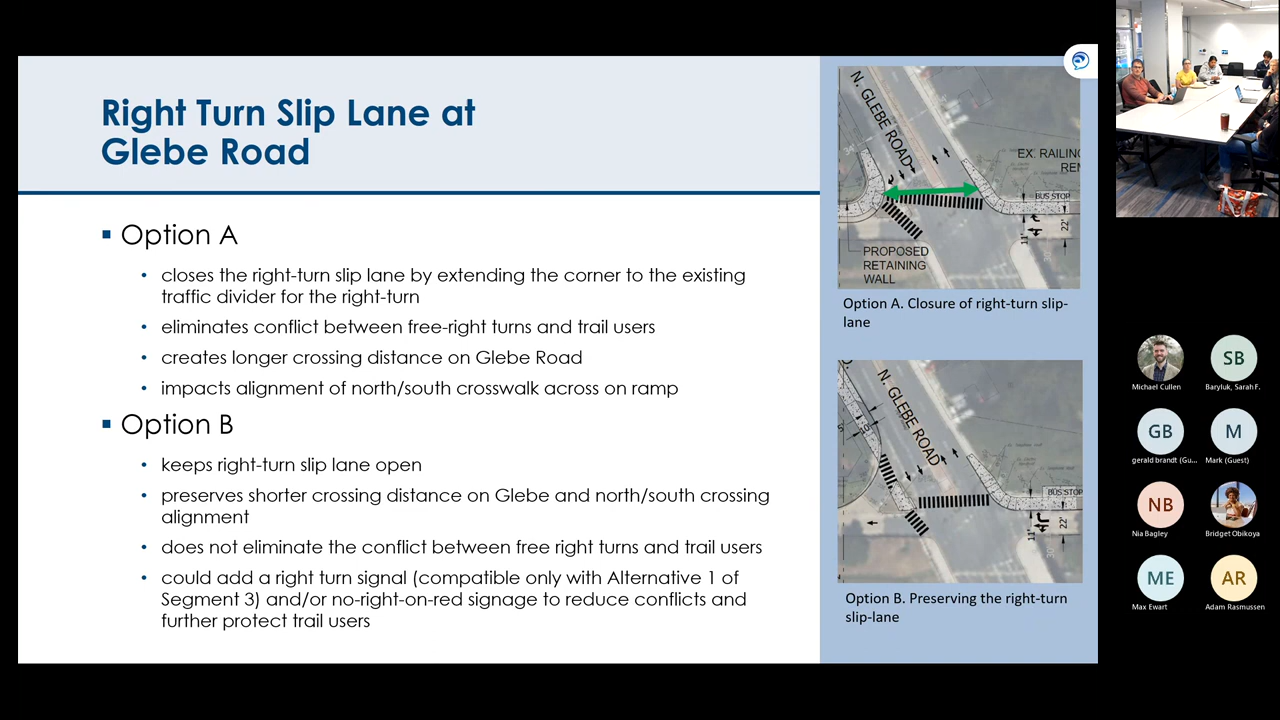 Right Turn Slip Lane at
Glebe Road
▪ Option A
• closes the right-turn slip lane by extending the corner to the existing
traffic divider for the right-turn
• eliminates conflict between free-right turns and trail users
• creates longer crossing distance on Glebe Road
• impacts alignment of north/south crosswalk across on ramp
▪ Option B
• keeps right-turn slip lane open
• preserves shorter crossing distance on Glebe and north/south crossing
alignment
• does not eliminate the conflict between free right turns and trail users
• could add a right turn signal (compatible only with Alternative 1 of
Segment 3) and/or no-right-on-red signage to reduce conflicts and
further protect trail users
N. GLEBE ROAD
EX. RAILING
REM
BUS STOP
11'
22'
30'
PROPOSED
RETAINING
WALL
Option A. Closure of right-turn slip-
lane
N. GLEBE ROAD
BUS STOP
11'
22'
30'
Option B. Preserving the right-turn
slip-lane
Michael Cullen
SB
Baryluk, Sarah F.
GB
gerald brandt (Gu...
M
Mark (Guest)
NB
Nia Bagley
Bridget Obikoya
ME
Max Ewart
AR
Adam Rasmussen